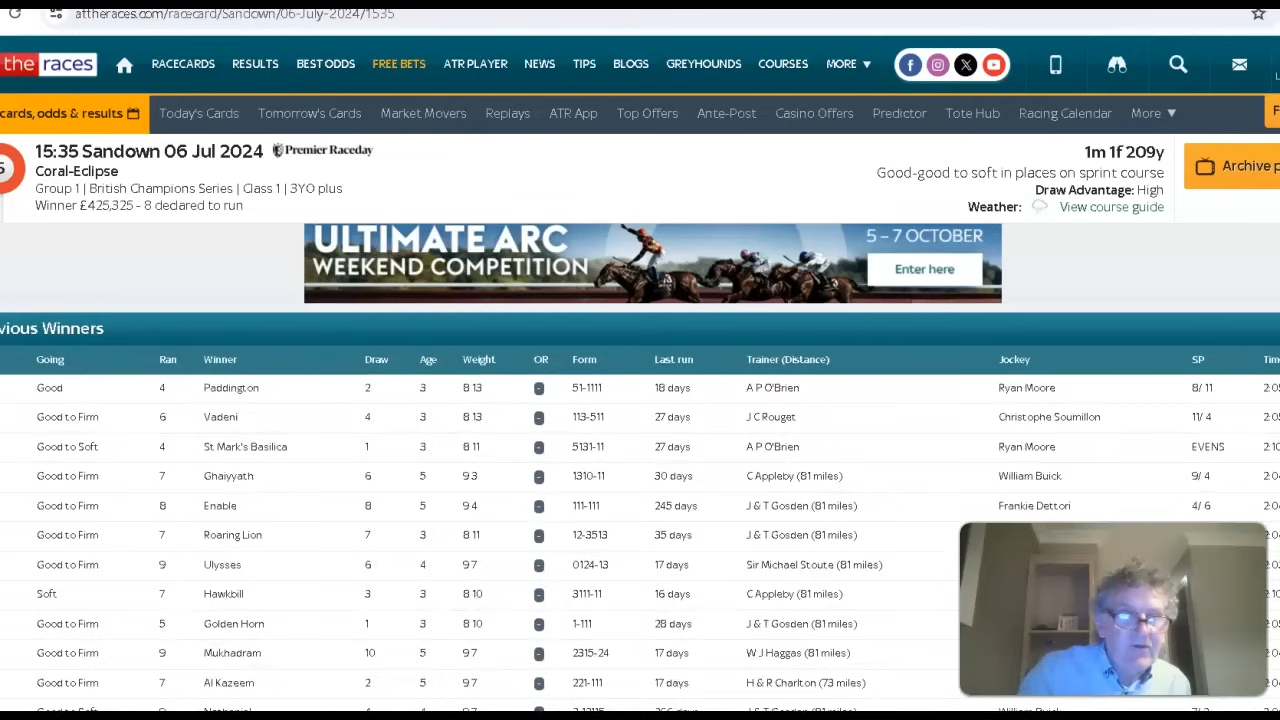 attheraces.com/racecard/Sandown/06-July-2024/1535
the races RACECARDS RESULTS BEST ODDS FREE BETS ATR PLAYER NEWS TIPS BLOGS GREYHOUNDS COURSES MORE
cards, odds & results Today's Cards Tomorrow's Cards Market Movers Replays ATR App Top Offers Ante-Post Casino Offers Predictor Tote Hub Racing Calendar More
15:35 Sandown 06 Jul 2024 Premier Raceday 1m 1f 209y
Coral-Eclipse Good-good to soft in places on sprint course Archive
Group 1 | British Champions Series | Class 1 | 3YO plus Draw Advantage: High
Winner £425,325 - 8 declared to run Weather: View course guide
ULTIMATE ARC 5 – 7 OCTOBER
WEEKEND COMPETITION Enter here
vious Winners
Going Ran Winner Draw Age Weight OR Form Last run Trainer (Distance) Jockey SP Tim
Good 4 Paddington 2 3 8 13 - 51-1111 18 days A P O'Brien Ryan Moore 8/ 11
Good to Firm 6 Vadeni 4 3 8 13 - 113-511 27 days J C Rouget Christophe Soumillon 11/ 4
Good to Soft 4 St Mark's Basilica 1 3 8 11 - 5131-11 27 days A P O'Brien Ryan Moore EVENS
Good to Firm 7 Ghaiyyath 6 5 9 3 - 1310-11 30 days C Appleby (81 miles) William Buick 9/ 4
Good to Firm 8 Enable 8 5 9 4 - 111-111 245 days J & T Gosden (81 miles) Frankie Dettori 4/ 6
Good to Firm 7 Roaring Lion 7 3 8 11 - 12-3513 35 days J & T Gosden (81 miles)
Good to Firm 9 Ulysses 6 4 9 7 - 0124-13 17 days Sir Michael Stoute (81 miles)
Soft 7 Hawkbill 3 3 8 10 - 3111-11 16 days C Appleby (81 miles)
Good to Firm 5 Golden Horn 1 3 8 10 - 1-111 28 days J & T Gosden (81 miles)
Good to Firm 9 Mukhadram 10 5 9 7 - 2315-24 17 days W J Haggas (81 miles)
Good to Firm 7 Al Kazeem 2 5 9 7 - 221-111 17 days H & R Charlton (73 miles)